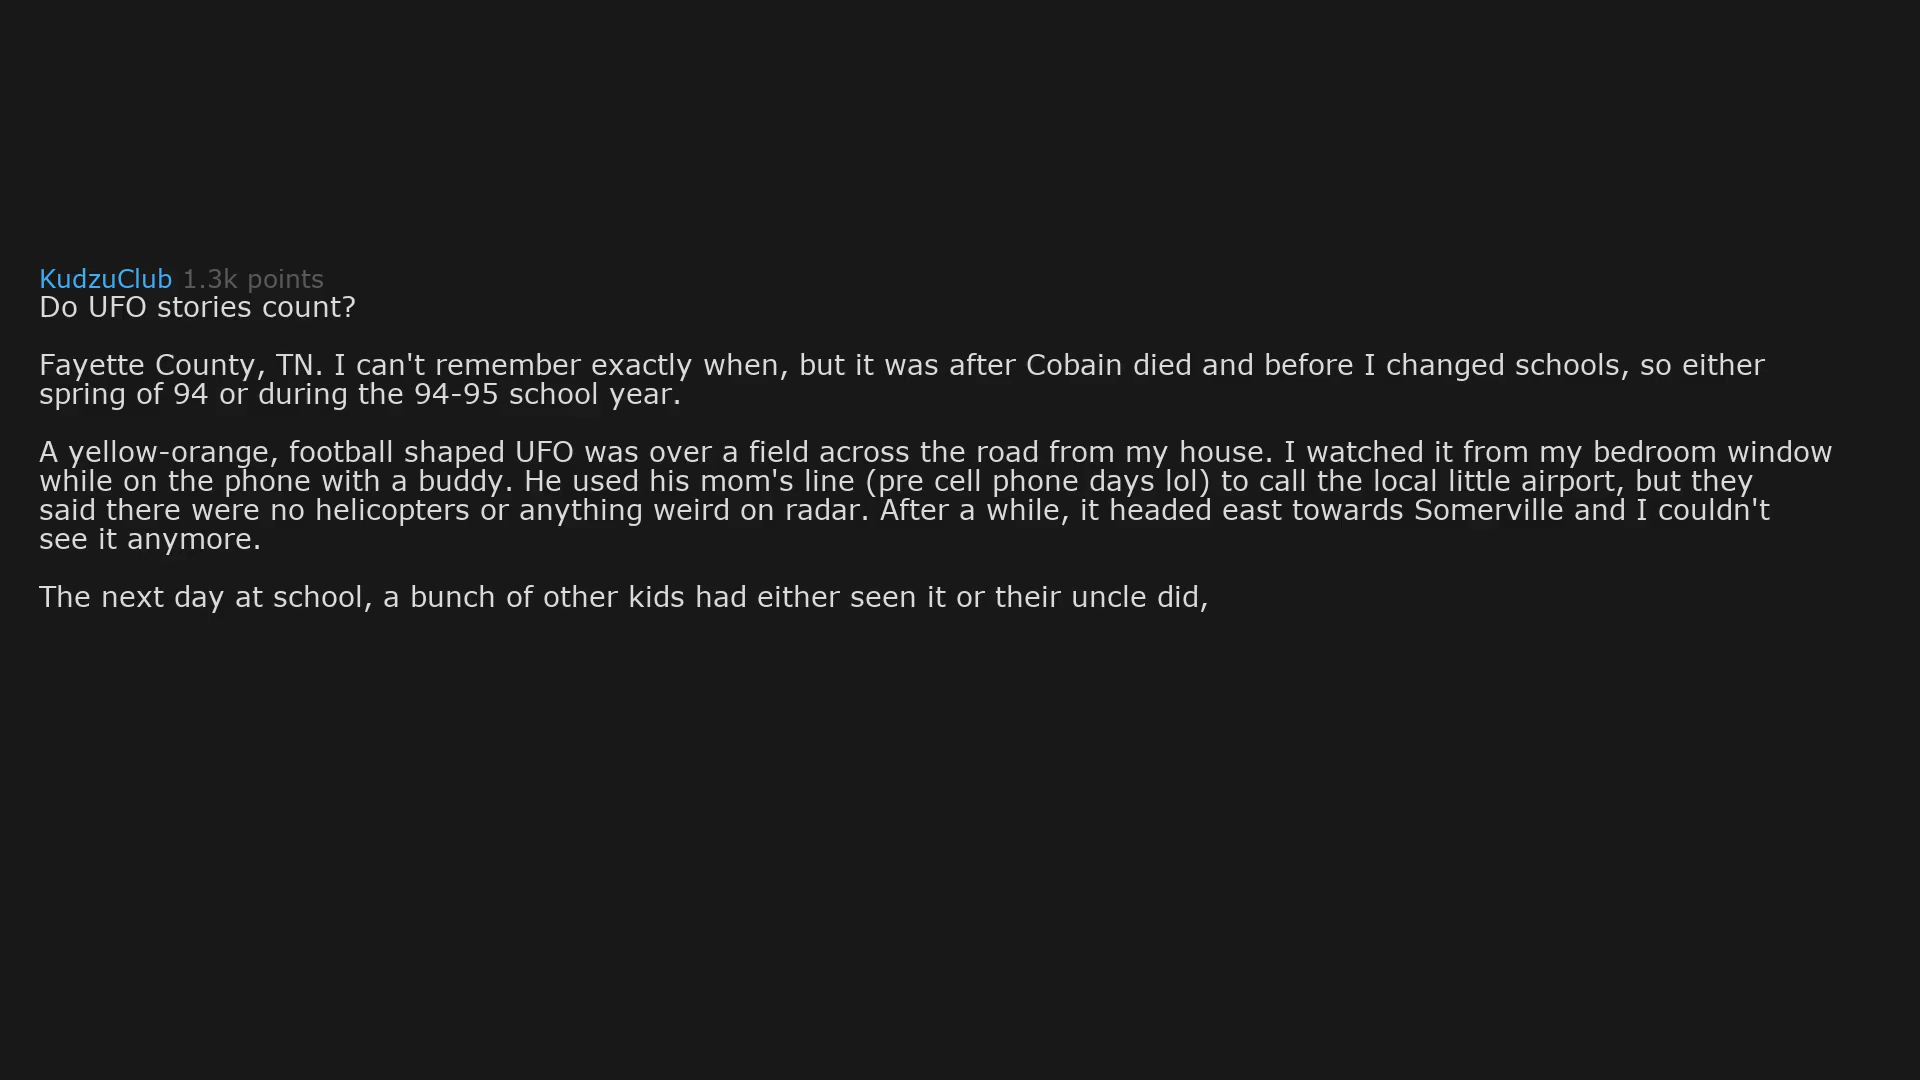 KudzuClub 1.3k points
Do UFO stories count?
Fayette County, TN. I can't remember exactly when, but it was after Cobain died and before I changed schools, so either
spring of 94 or during the 94-95 school year.
A yellow-orange, football shaped UFO was over a field across the road from my house. I watched it from my bedroom window
while on the phone with a buddy. He used his mom's line (pre cell phone days lol) to call the local little airport, but they
said there were no helicopters or anything weird on radar. After a while, it headed east towards Somerville and I couldn't
see it anymore.
The next day at school, a bunch of other kids had either seen it or their uncle did,